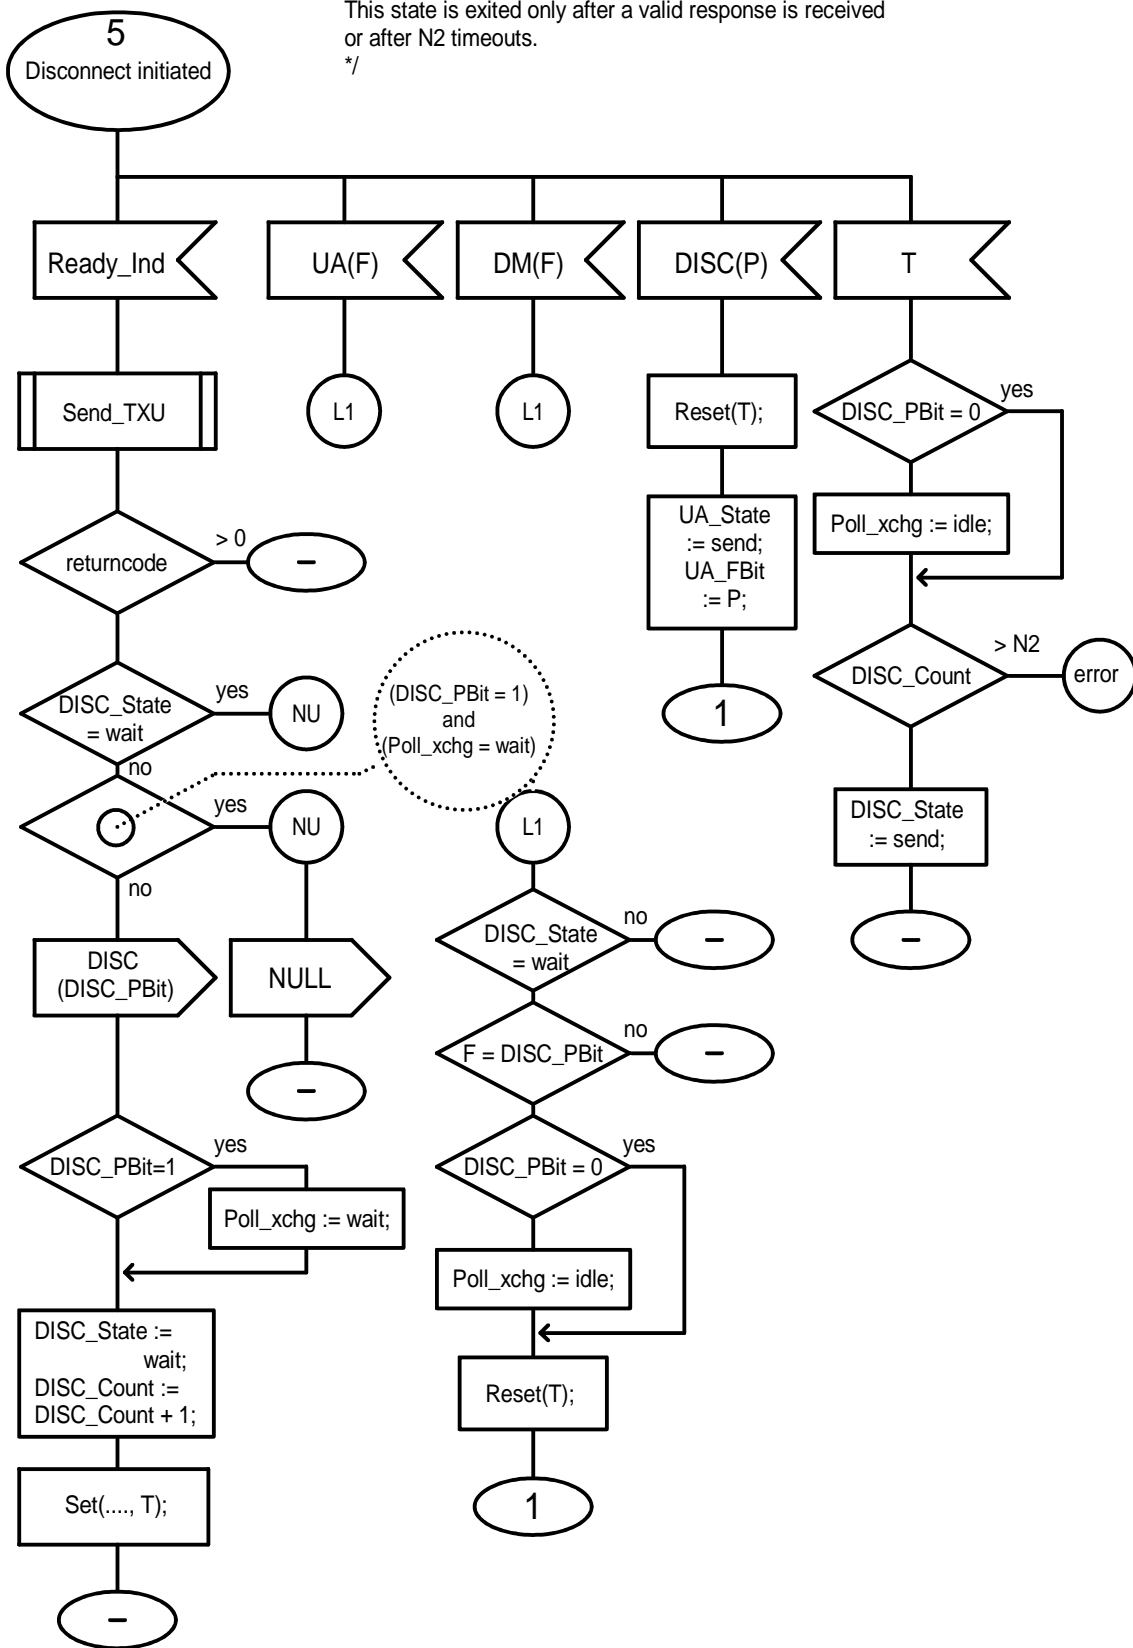 This state is exited only after a valid response is received
or after N2 timeouts.
*/
5
Disconnect initiated
Ready_Ind
UA(F)
DM(F)
DISC(P)
T
Send_TXU
L1
L1
Reset(T);
DISC_PBit = 0
yes
UA_State
:= send;
UA_FBit
:= P;
Poll_xchg := idle;
returncode
> 0
–
DISC_Count
> N2
error
DISC_State
= wait
yes
NU
no
(DISC_PBit = 1)
and
(Poll_xchg = wait)
1
yes
NU
no
L1
DISC_State
:= send;
–
DISC
(DISC_PBit)
NULL
–
DISC_State
= wait
no
–
F = DISC_PBit
no
–
DISC_PBit=1
yes
Poll_xchg := wait;
DISC_PBit = 0
yes
Poll_xchg := idle;
DISC_State :=
wait;
DISC_Count :=
DISC_Count + 1;
Reset(T);
Set(...., T);
1
–